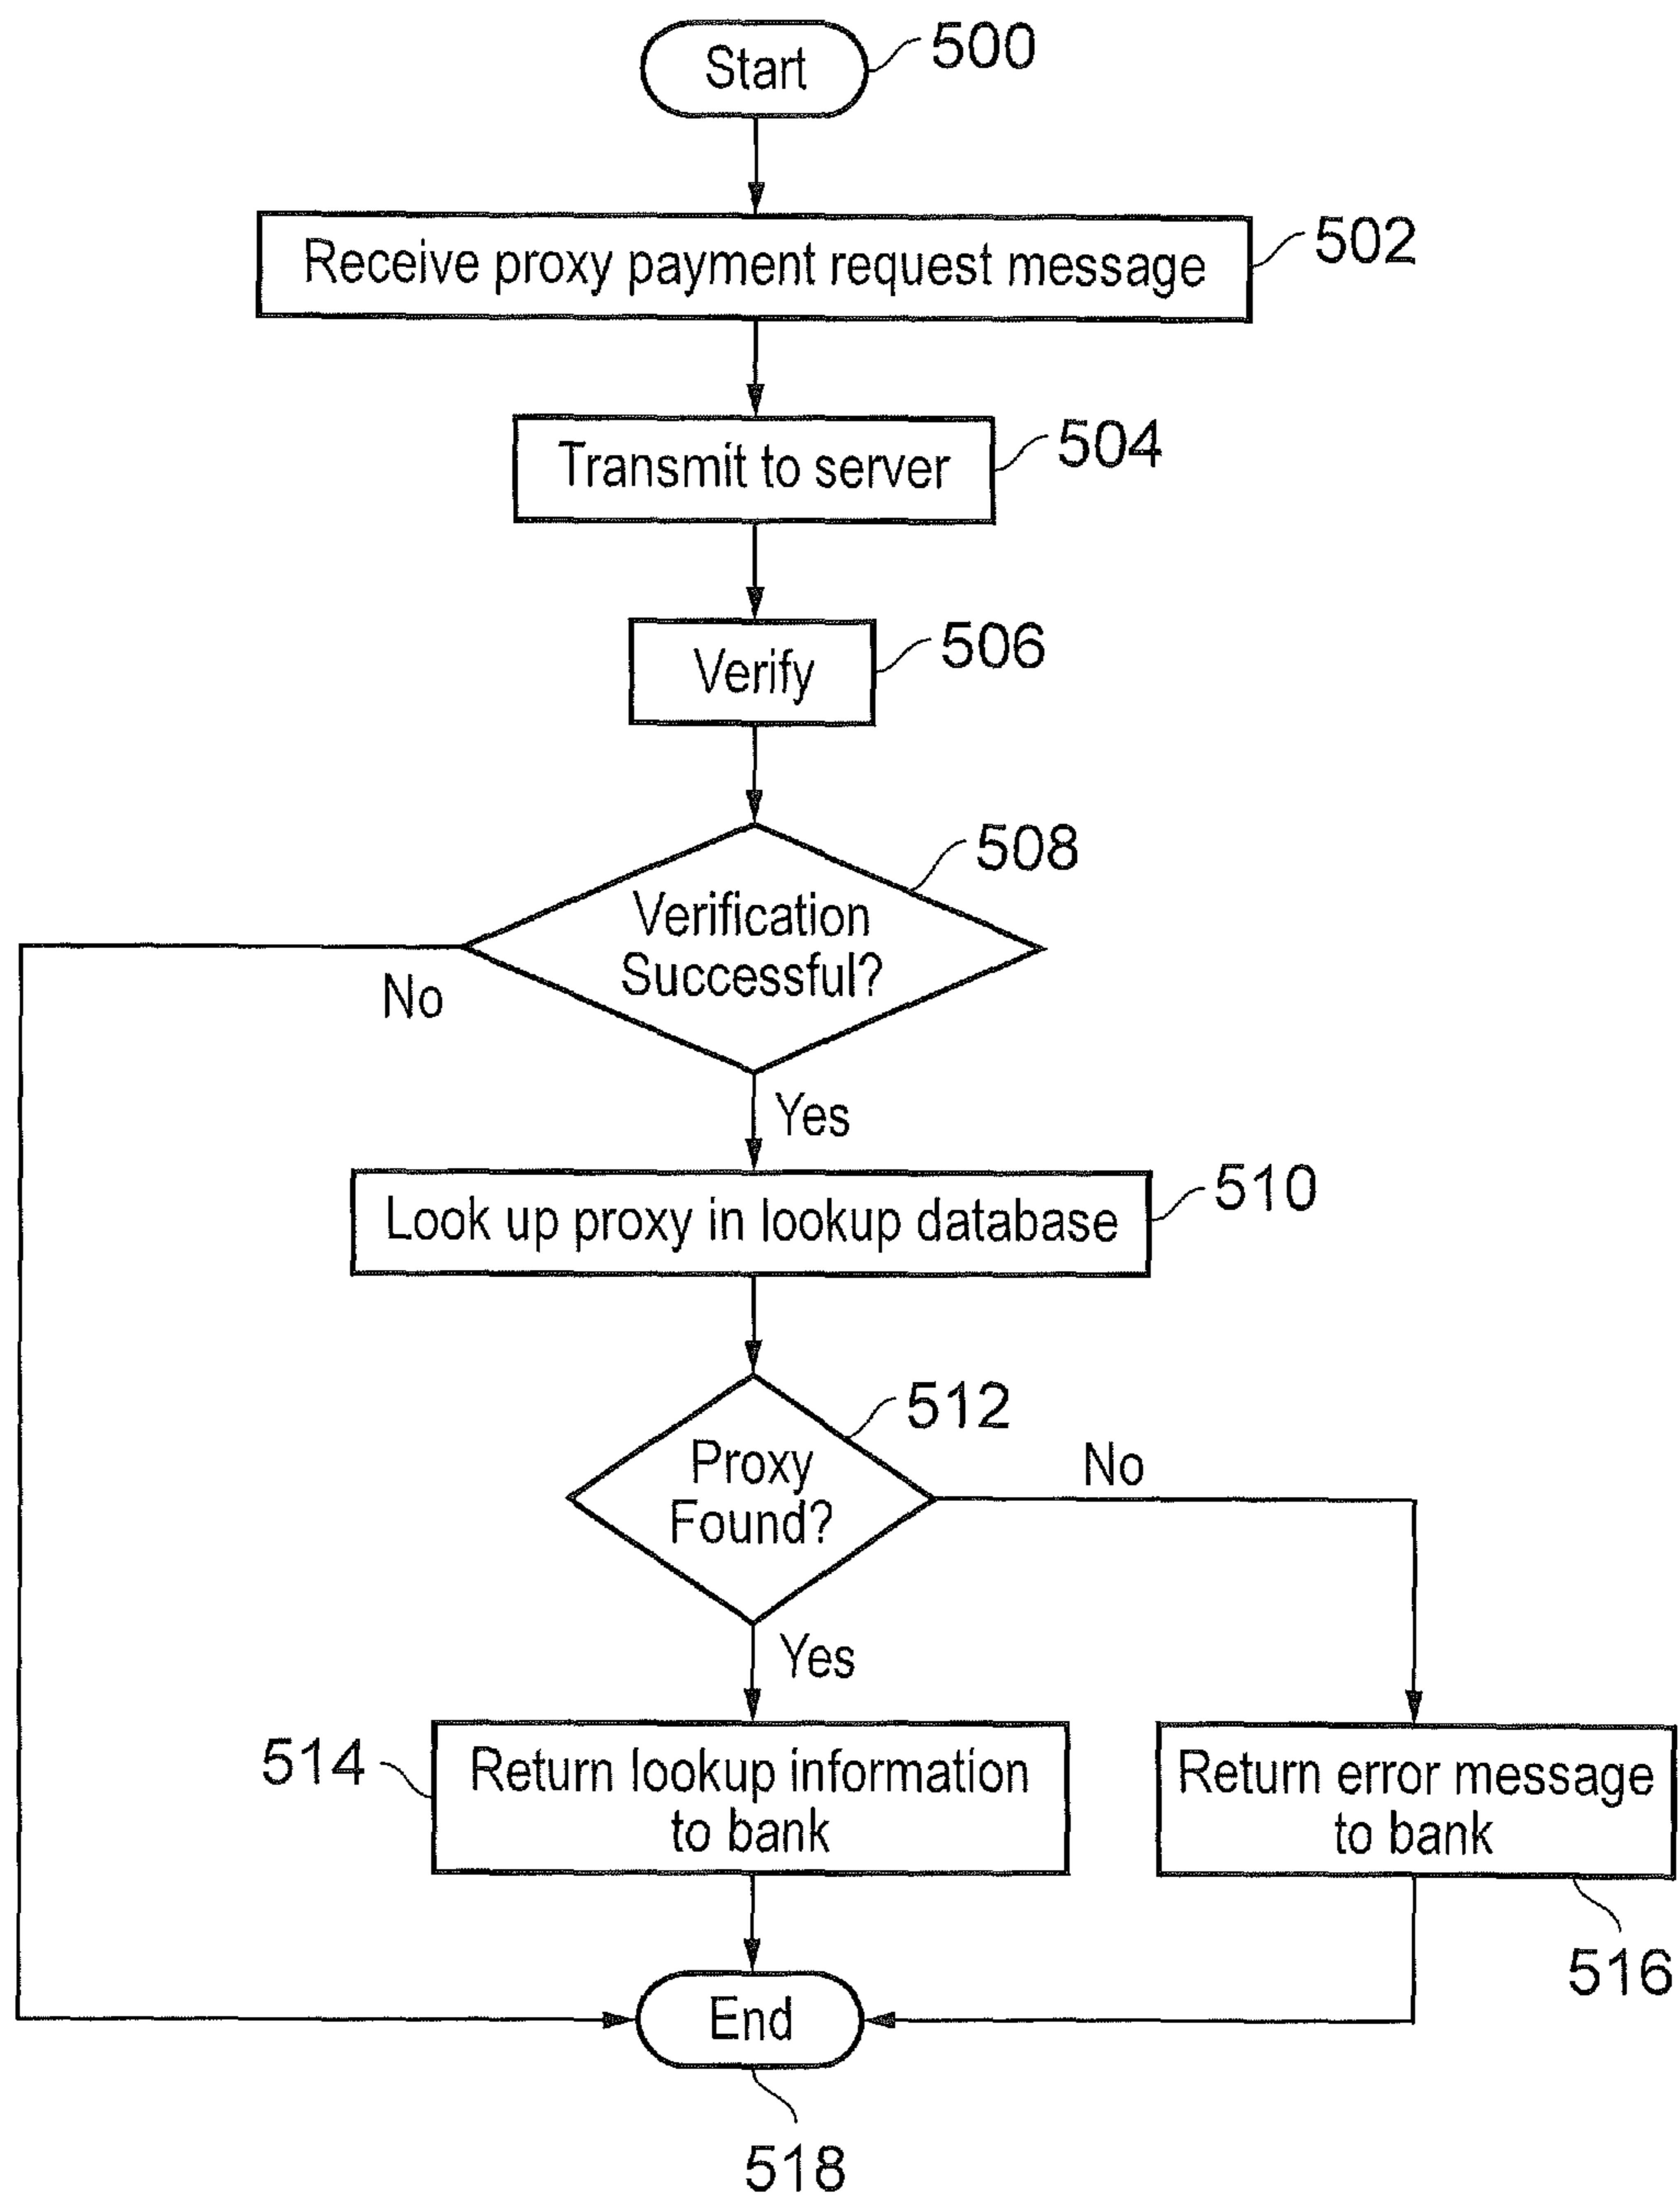 Start
500
Receive proxy payment request message
502
Transmit to server
504
Verify
506
508
Verification
Successful?
No
Yes
Look up proxy in lookup database
510
512
Proxy
Found?
No
Yes
514
Return lookup information
to bank
Return error message
to bank
516
End
518